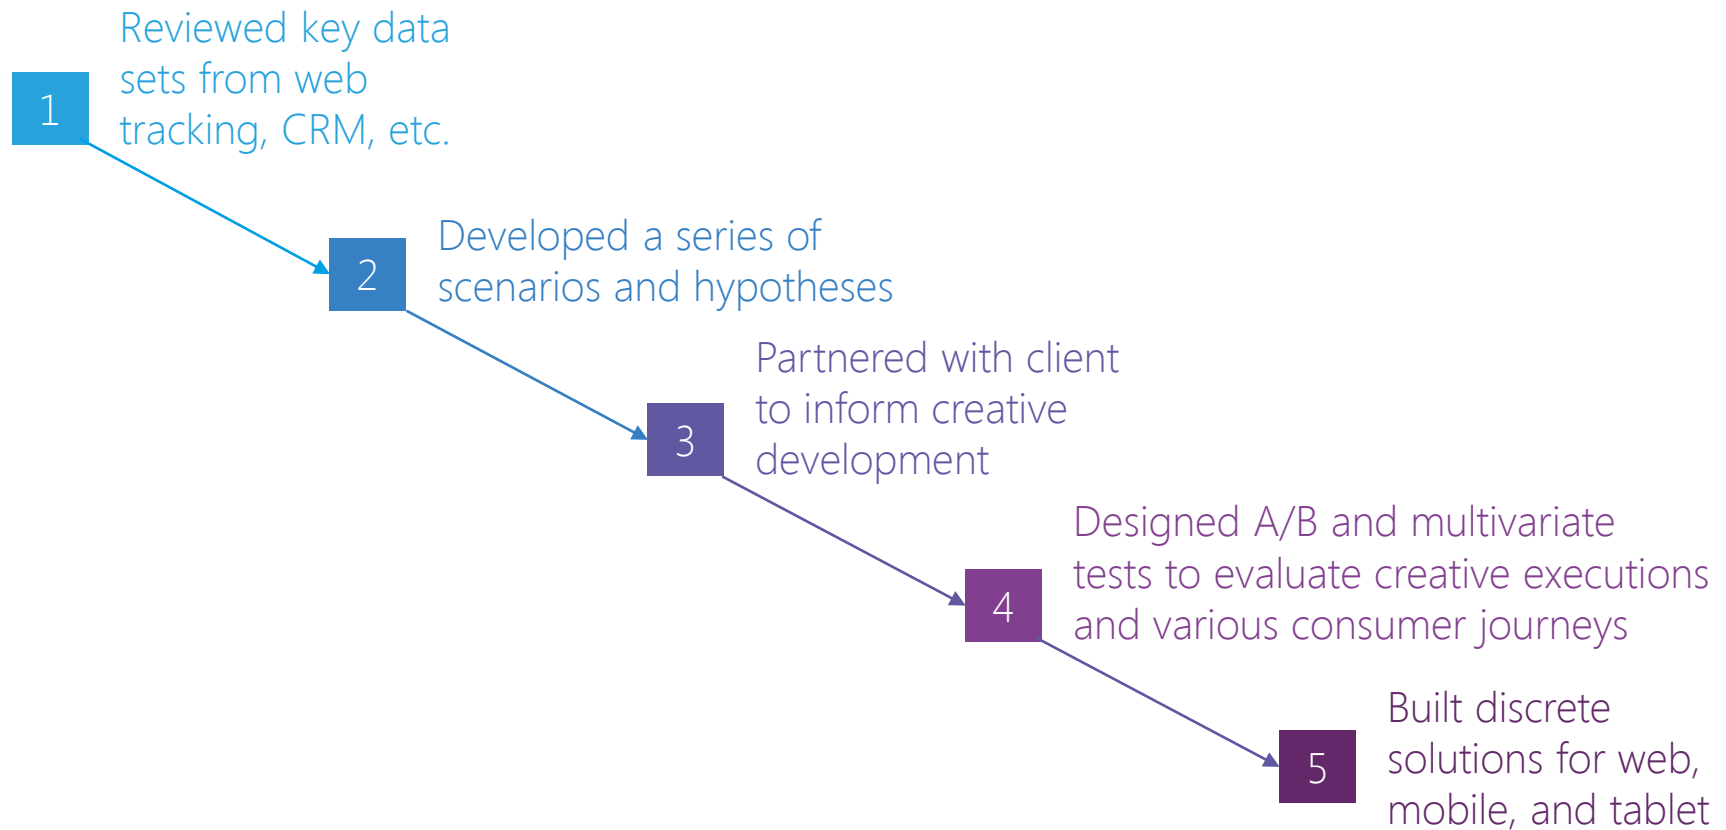 Reviewed key data
sets from web
tracking, CRM, etc.
1
Developed a series of
scenarios and hypotheses
2
Partnered with client
to inform creative
development
3
Designed A/B and multivariate
tests to evaluate creative executions
and various consumer journeys
4
Built discrete
solutions for web,
mobile, and tablet
5